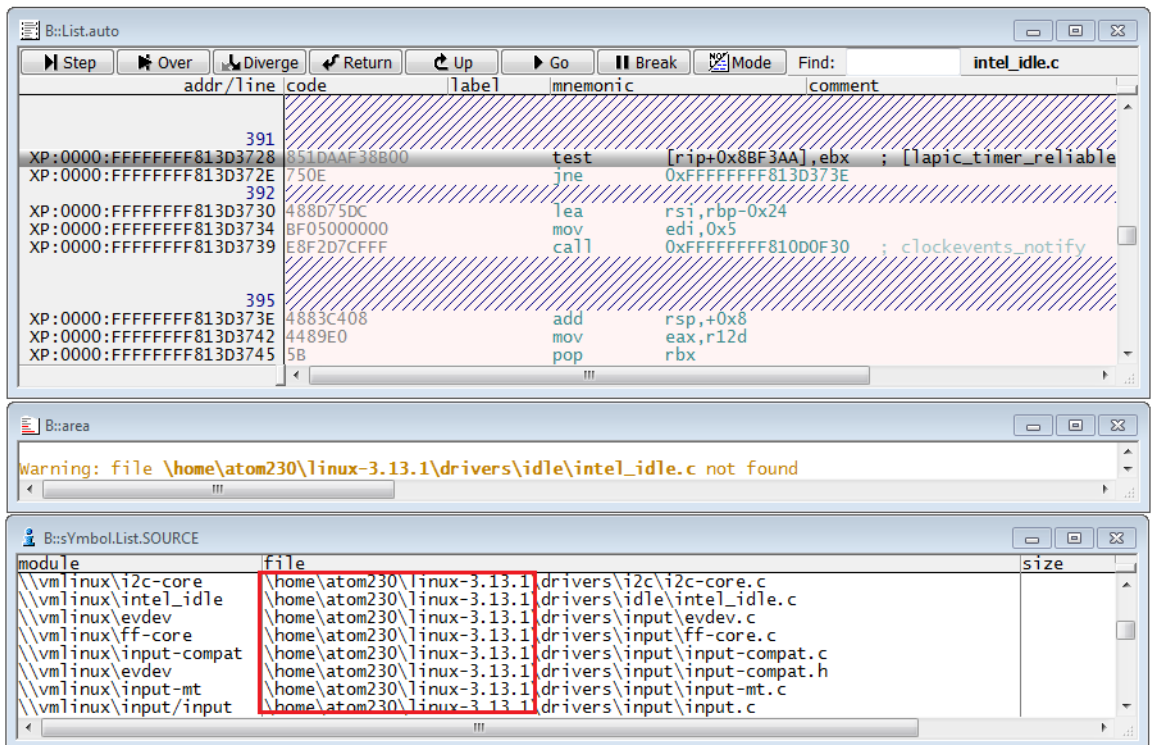 B::List.auto
Step Over Diverge Return Up Go Break Mode Find: intel_idle.c
addr/line code label mnemonic comment
391
XP:0000:FFFFFFFF813D3728 851DAAF38B00 test [rip+0x8BF3AA],ebx ; [lapic_timer_reliable
XP:0000:FFFFFFFF813D372E 750E jne 0xFFFFFFFF813D373E
392
XP:0000:FFFFFFFF813D3730 488D75DC lea rsi,rbp-0x24
XP:0000:FFFFFFFF813D3734 BF05000000 mov edi,0x5
XP:0000:FFFFFFFF813D3739 E8F2D7CFFF call 0xFFFFFFFF810D0F30 ; clockevents_notify
395
XP:0000:FFFFFFFF813D373E 4883C408 add rsp,+0x8
XP:0000:FFFFFFFF813D3742 4489E0 mov eax,r12d
XP:0000:FFFFFFFF813D3745 5B pop rbx
B::area
Warning: file \home\atom230\linux-3.13.1\drivers\idle\intel_idle.c not found
B::sYmbol.List.SOURCE
module file size
\\vmlinux\i2c-core \home\atom230\linux-3.13.1\drivers\i2c\i2c-core.c
\\vmlinux\intel_idle \home\atom230\linux-3.13.1\drivers\idle\intel_idle.c
\\vmlinux\evdev \home\atom230\linux-3.13.1\drivers\input\evdev.c
\\vmlinux\ff-core \home\atom230\linux-3.13.1\drivers\input\ff-core.c
\\vmlinux\input-compat \home\atom230\linux-3.13.1\drivers\input\input-compat.c
\\vmlinux\evdev \home\atom230\linux-3.13.1\drivers\input\input-compat.h
\\vmlinux\input-mt \home\atom230\linux-3.13.1\drivers\input\input-mt.c
\\vmlinux\input/input \home\atom230\linux-3.13.1\drivers\input\input.c